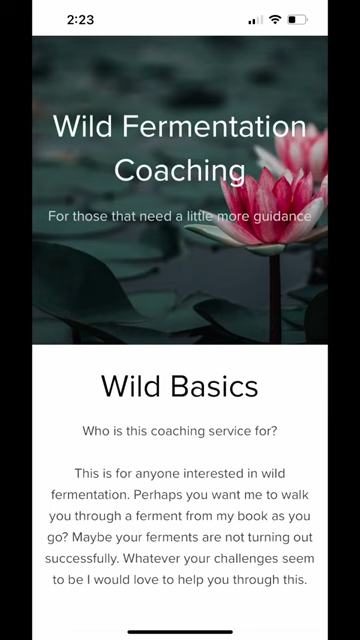 2:23
Wild Fermentation
Coaching
For those that need a little more guidance
Wild Basics
Who is this coaching service for?
This is for anyone interested in wild
fermentation. Perhaps you want me to walk
you through a ferment from my book as you
go? Maybe your ferments are not turning out
successfully. Whatever your challenges seem
to be I would love to help you through this.